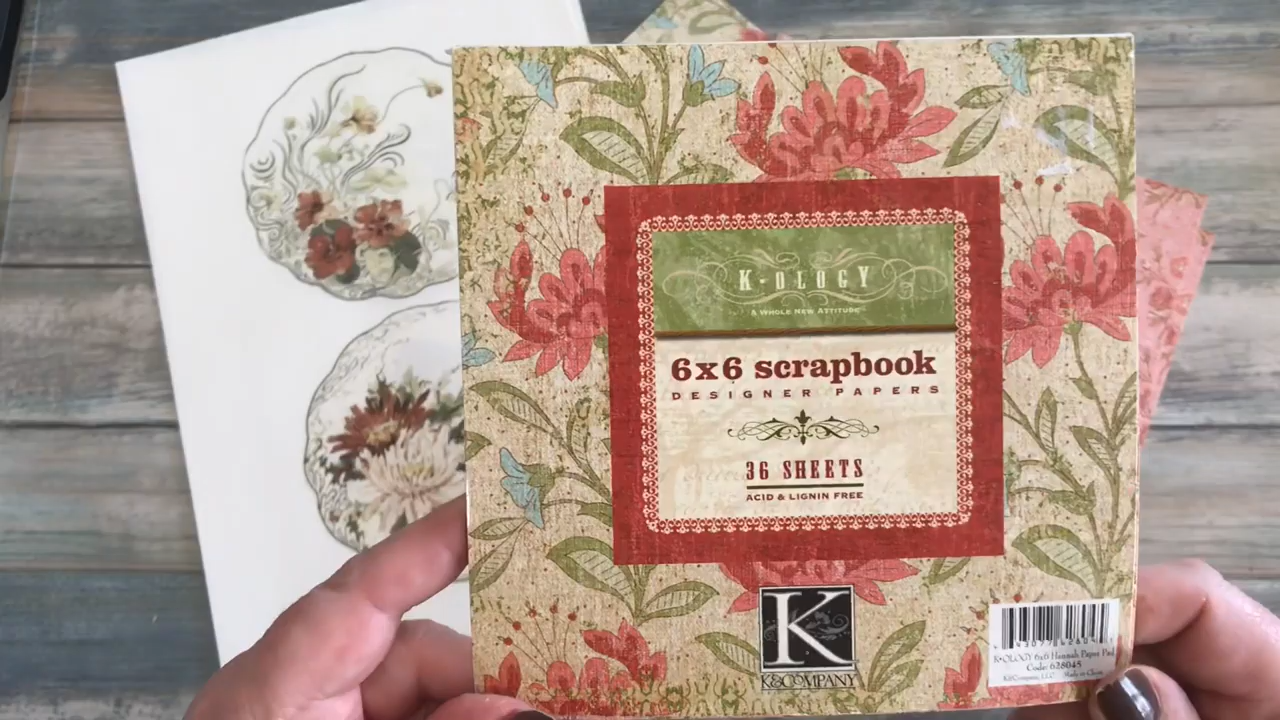 K·OLOGY
A WHOLE NEW ATTITUDE
6x6 scrapbook
DESIGNER PAPERS
36 SHEETS
ACID & LIGNIN FREE
K
K&COMPANY
K•OLOGY 6x6 Hannah Paper Pad
Code: 628045
K&Company, LLC Made in China